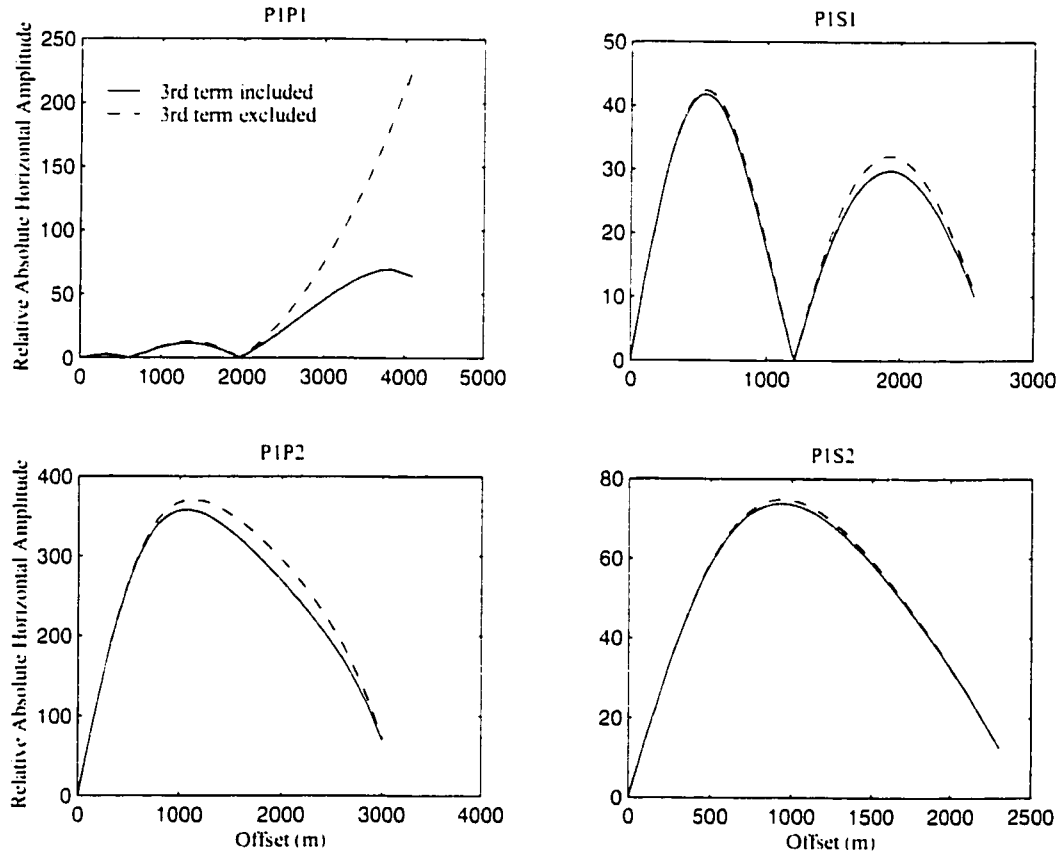 P1P1
250
200
150
100
50
0
0 1000 2000 3000 4000 5000
3rd term included
3rd term excluded
Relative Absolute Horizontal Amplitude
P1S1
50
40
30
20
10
0
0 1000 2000 3000
P1P2
400
300
200
100
0
0 1000 2000 3000 4000
Offset (m)
Relative Absolute Horizontal Amplitude
P1S2
80
60
40
20
0
0 500 1000 1500 2000 2500
Offset (m)